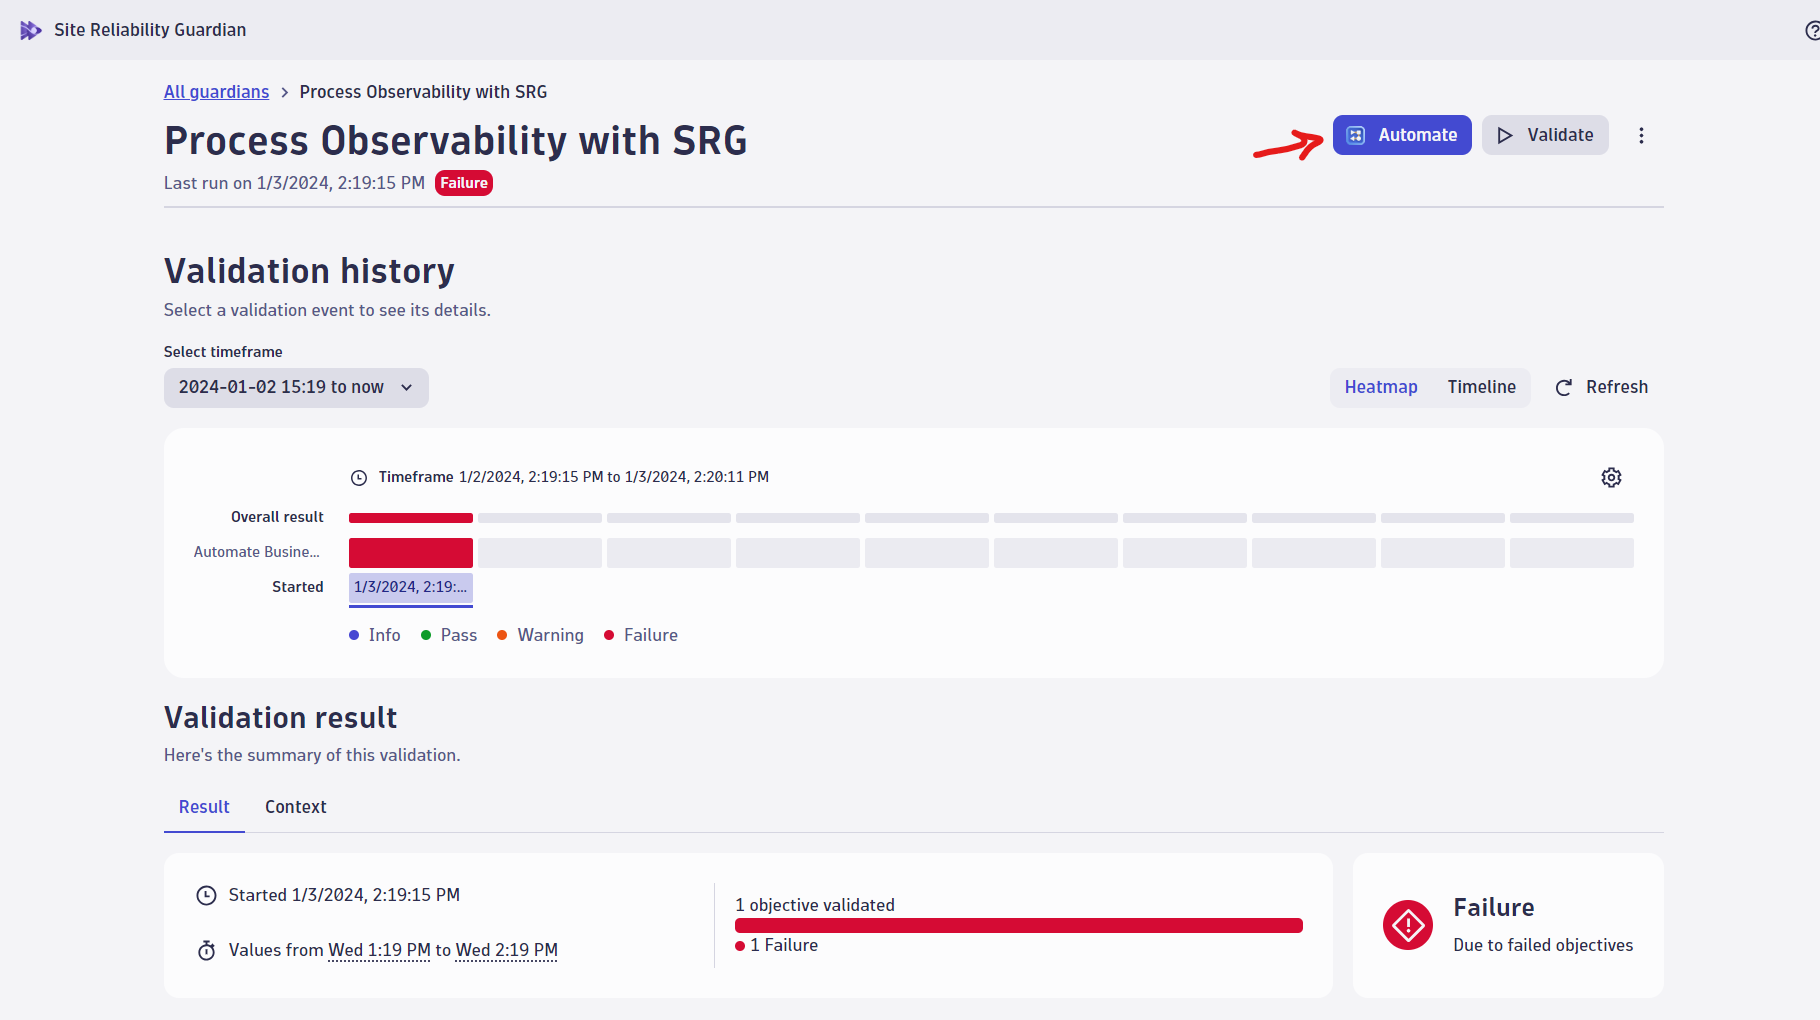 Site Reliability Guardian
All guardians > Process Observability with SRG
Process Observability with SRG
Automate
Validate
Last run on 1/3/2024, 2:19:15 PM Failure
Validation history
Select a validation event to see its details.
Select timeframe
2024-01-02 15:19 to now
Heatmap Timeline Refresh
Timeframe 1/2/2024, 2:19:15 PM to 1/3/2024, 2:20:11 PM
Overall result
Automate Busine...
Started 1/3/2024, 2:19:...
Info Pass Warning Failure
Validation result
Here's the summary of this validation.
Result Context
Started 1/3/2024, 2:19:15 PM
Values from Wed 1:19 PM to Wed 2:19 PM
1 objective validated
1 Failure
Failure
Due to failed objectives